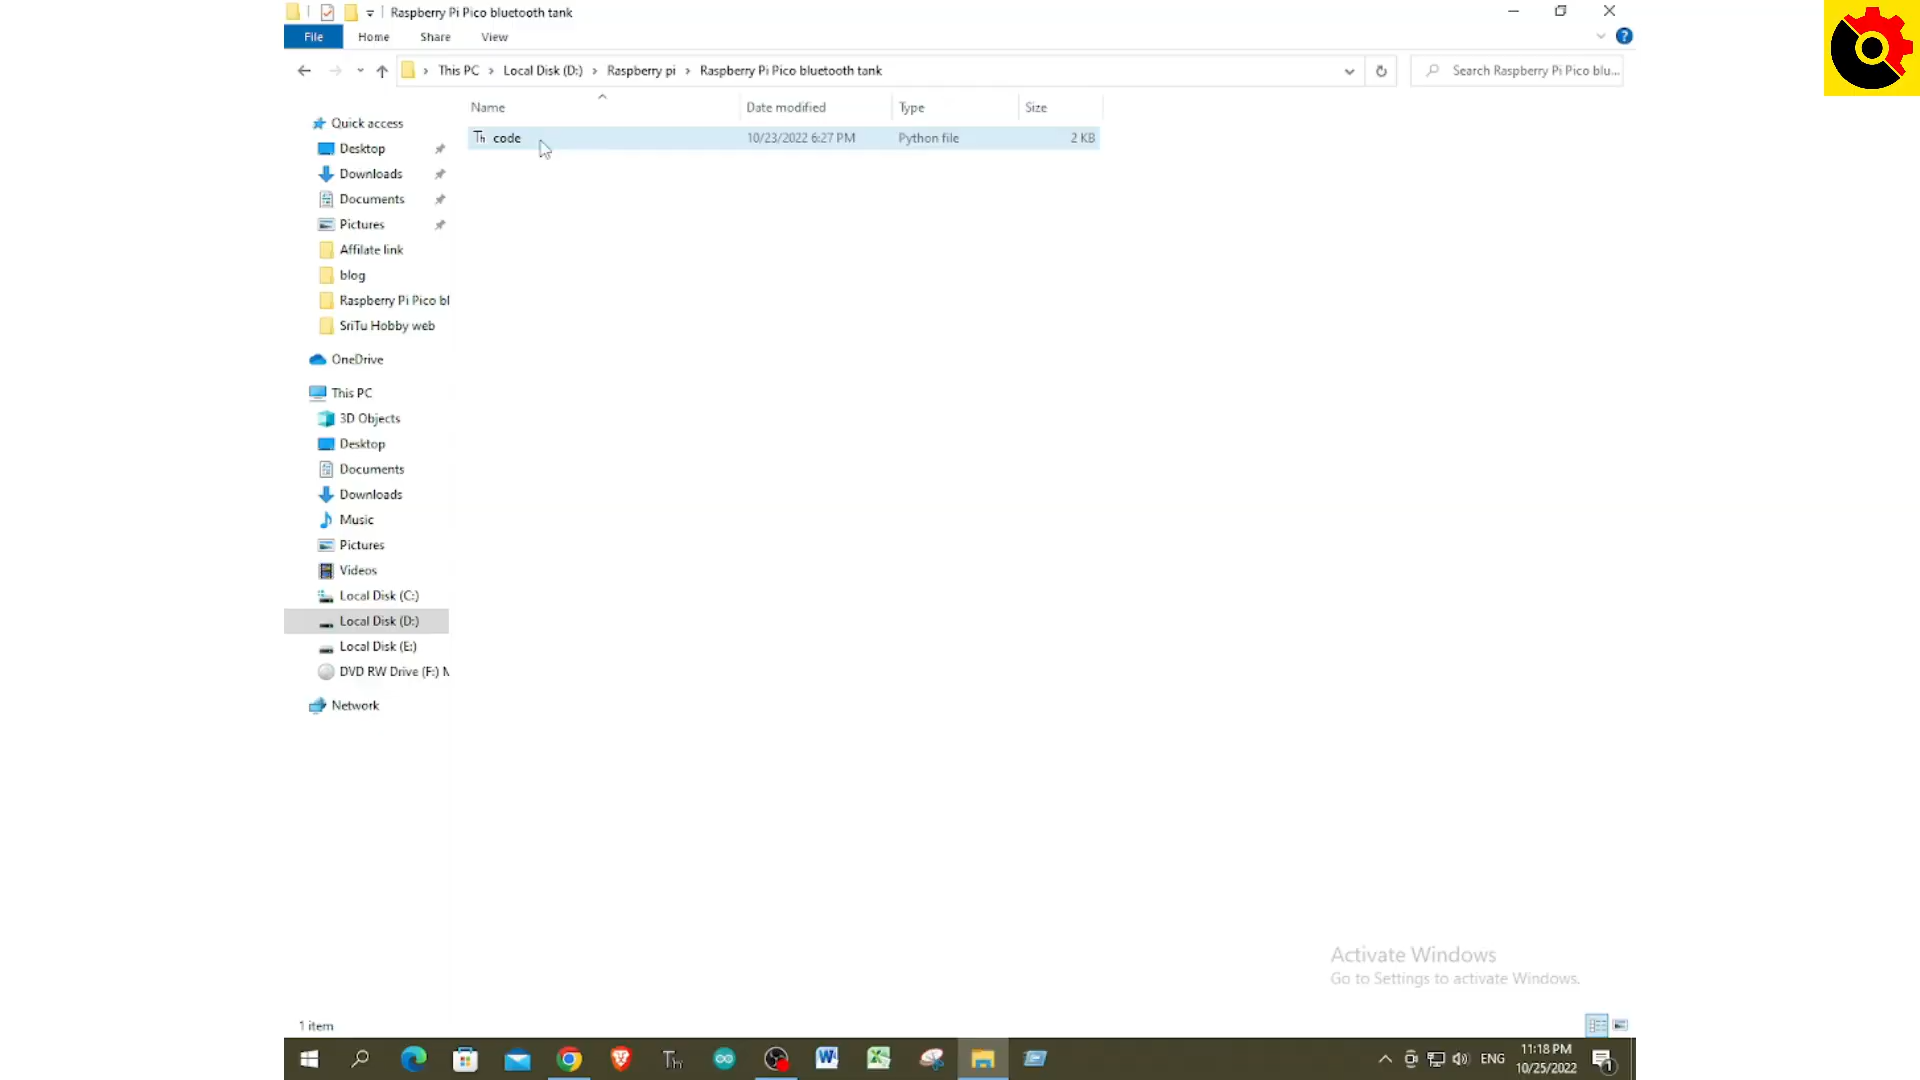 Raspberry Pi Pico bluetooth tank
File Home Share View
This PC Local Disk (D:) Raspberry pi Raspberry Pi Pico bluetooth tank
Search Raspberry Pi Pico blu...
Name Date modified Type Size
code 10/23/2022 6:27 PM Python file 2 KB
Quick access
Desktop
Downloads
Documents
Pictures
Affilate link
blog
Raspberry Pi Pico bl
SriTu Hobby web
OneDrive
This PC
3D Objects
Desktop
Documents
Downloads
Music
Pictures
Videos
Local Disk (C:)
Local Disk (D:)
Local Disk (E:)
DVD RW Drive (F:) M
Network
Activate Windows
Go to Settings to activate Windows.
1 item
ENG
11:18 PM
10/25/2022
1